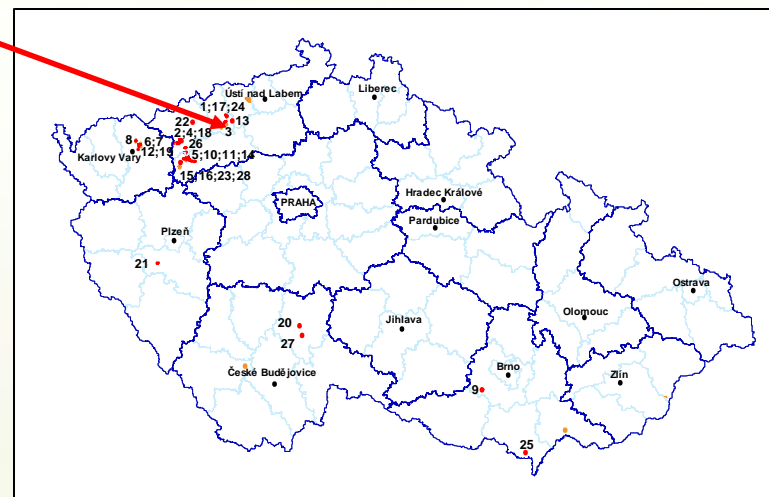 Liberec
Ústí nad Labem
1;17;24
22
13
2;4;18
3
8
6;7
26
12;19
5;10;11;14
Karlovy Vary
15;16;23;28
Hradec Králové
PRAHA
Pardubice
Plzeň
21
Ostrava
Olomouc
20
Jihlava
27
České Budějovice
Brno
Zlín
9
25